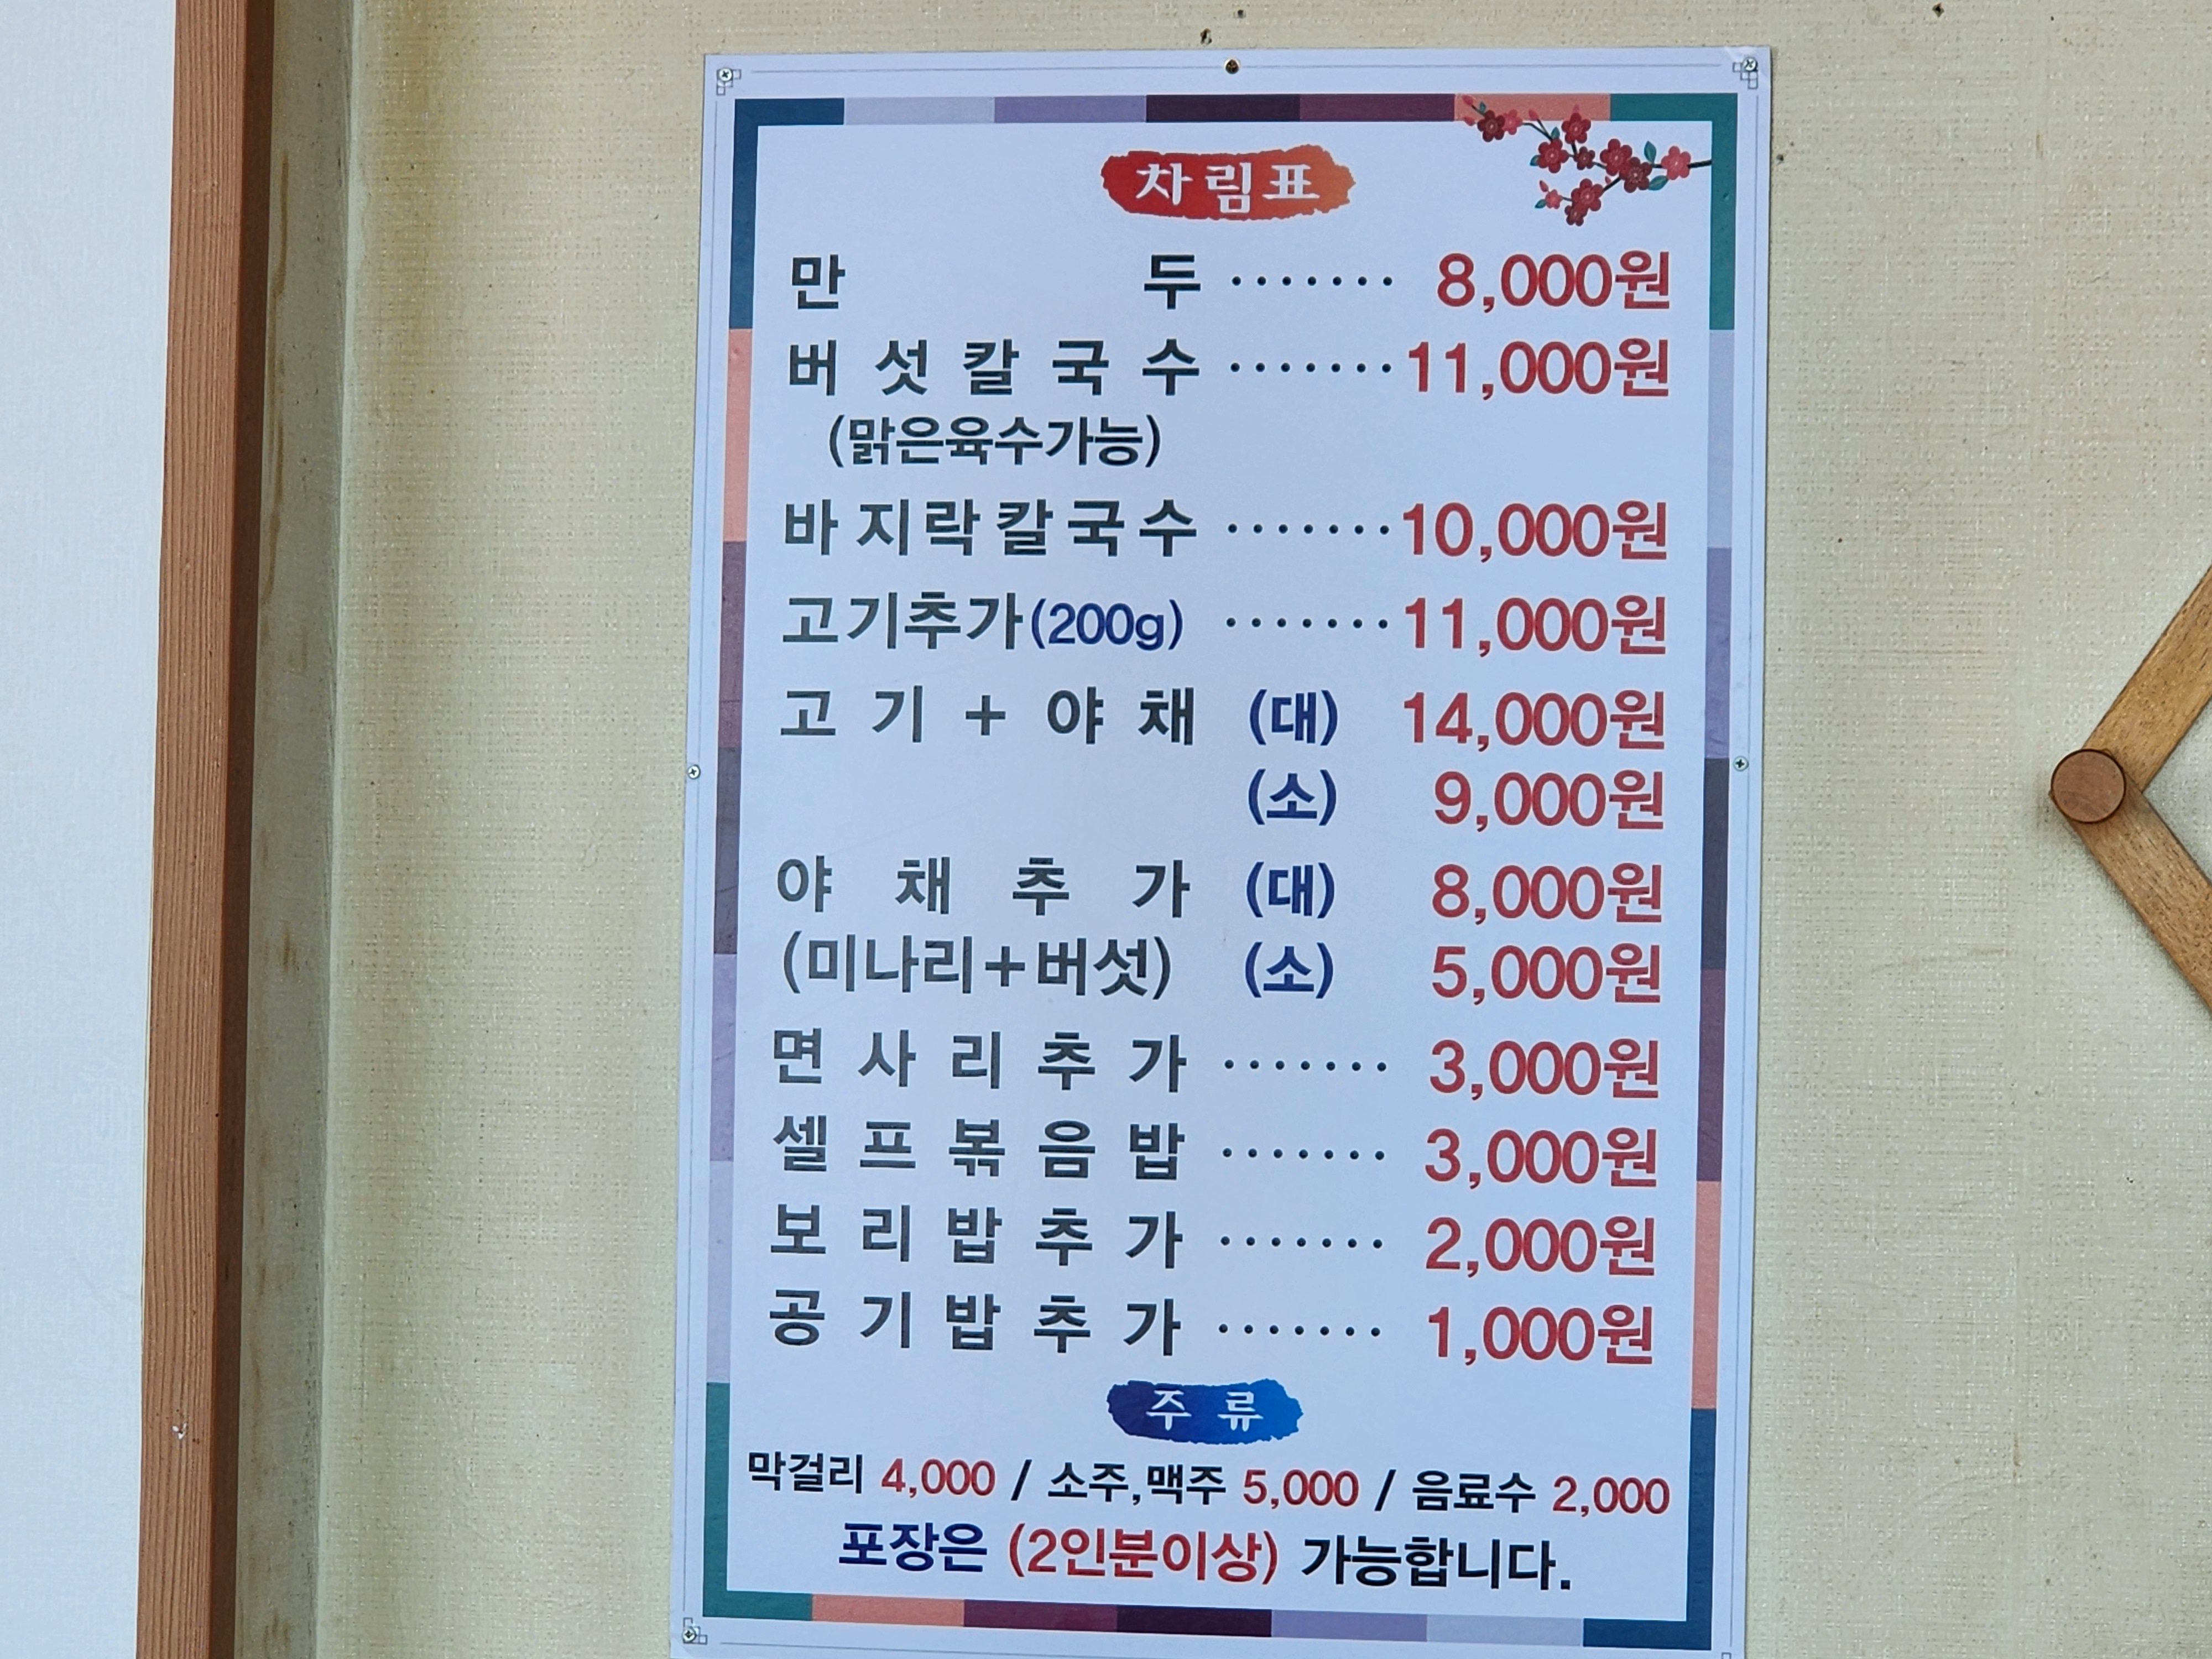 차림표
만두 ······· 8,000원
버섯칼국수 ······· 11,000원
(맑은육수가능)
바지락칼국수 ······· 10,000원
고기추가(200g) ······· 11,000원
고기+야채 (대) 14,000원
(소) 9,000원
야채추가 (대) 8,000원
(미나리+버섯) (소) 5,000원
면사리추가 ······· 3,000원
셀프볶음밥 ······· 3,000원
보리밥추가 ······· 2,000원
공기밥추가 ······· 1,000원
주류
막걸리 4,000 / 소주,맥주 5,000 / 음료수 2,000
포장은 (2인분이상) 가능합니다.